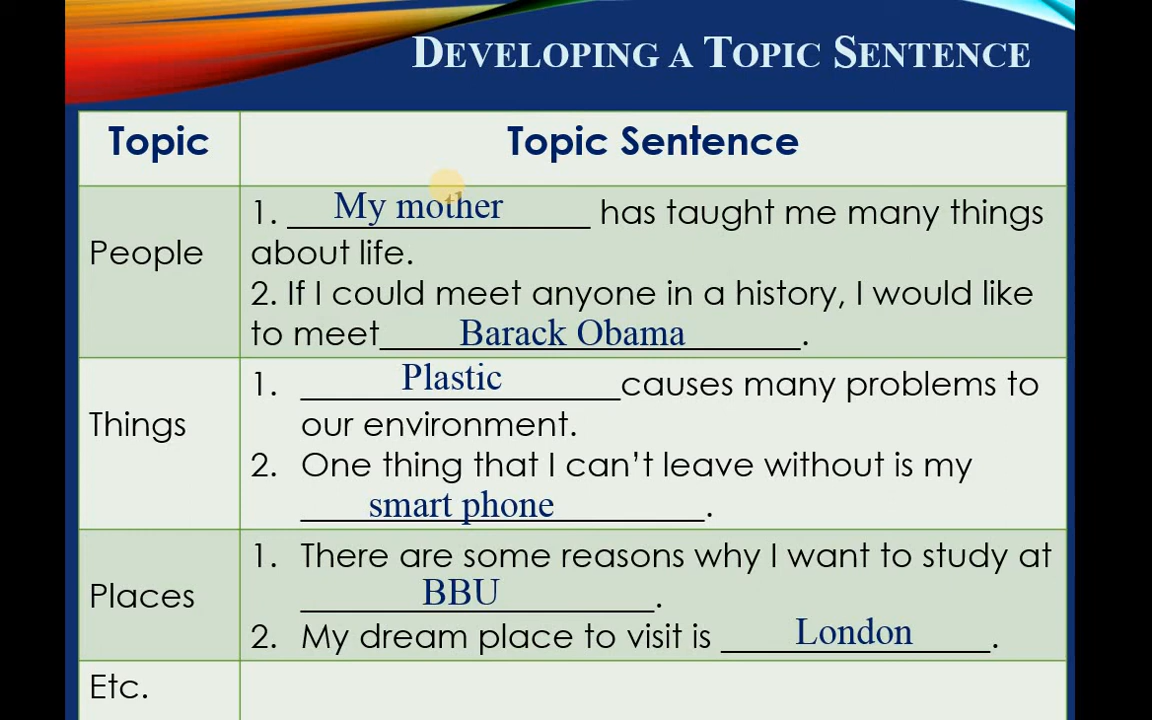 DEVELOPING A TOPIC SENTENCE
Topic
Topic Sentence
People
1. My mother has taught me many things
about life.
2. If I could meet anyone in a history, I would like
to meet Barack Obama.
Things
1. Plastic causes many problems to
our environment.
2. One thing that I can’t leave without is my
smart phone.
Places
1. There are some reasons why I want to study at
BBU.
2. My dream place to visit is London.
Etc.